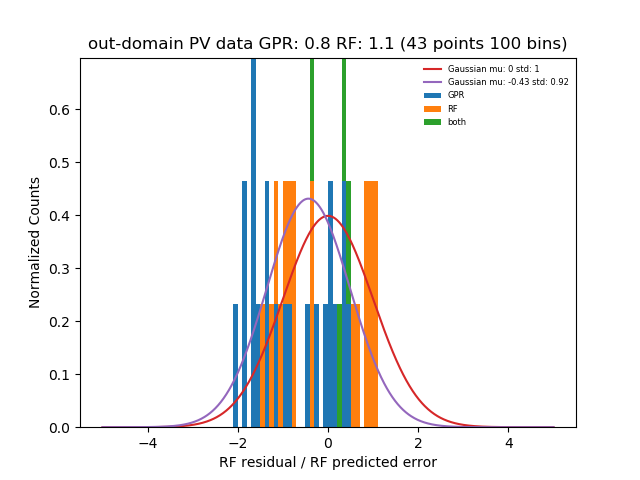 out-domain PV data GPR: 0.8 RF: 1.1 (43 points 100 bins)
Gaussian mu: 0 std: 1
Gaussian mu: -0.43 std: 0.92
GPR
RF
both
Normalized Counts
0.6
0.5
0.4
0.3
0.2
0.1
0.0
−4
−2
0
2
4
RF residual / RF predicted error